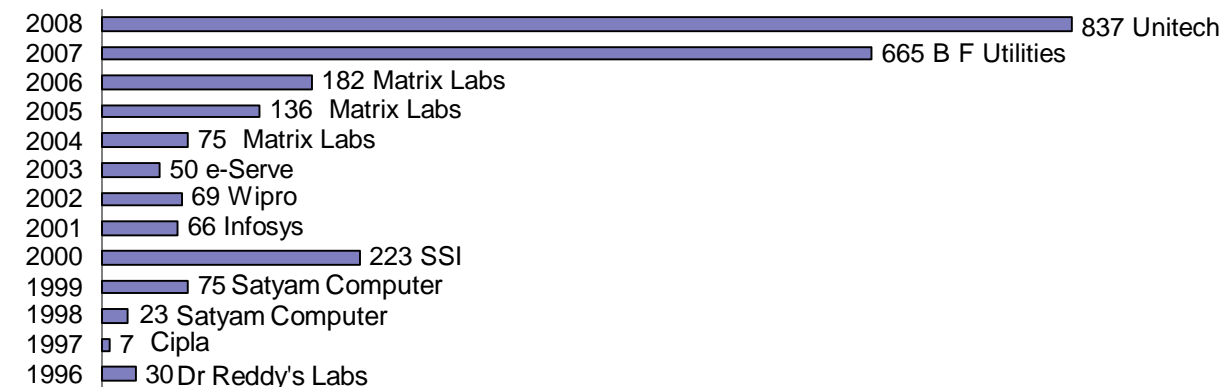 2008 837 Unitech
2007 665 B F Utilities
2006 182 Matrix Labs
2005 136 Matrix Labs
2004 75 Matrix Labs
2003 50 e-Serve
2002 69 Wipro
2001 66 Infosys
2000 223 SSI
1999 75 Satyam Computer
1998 23 Satyam Computer
1997 7 Cipla
1996 30 Dr Reddy's Labs